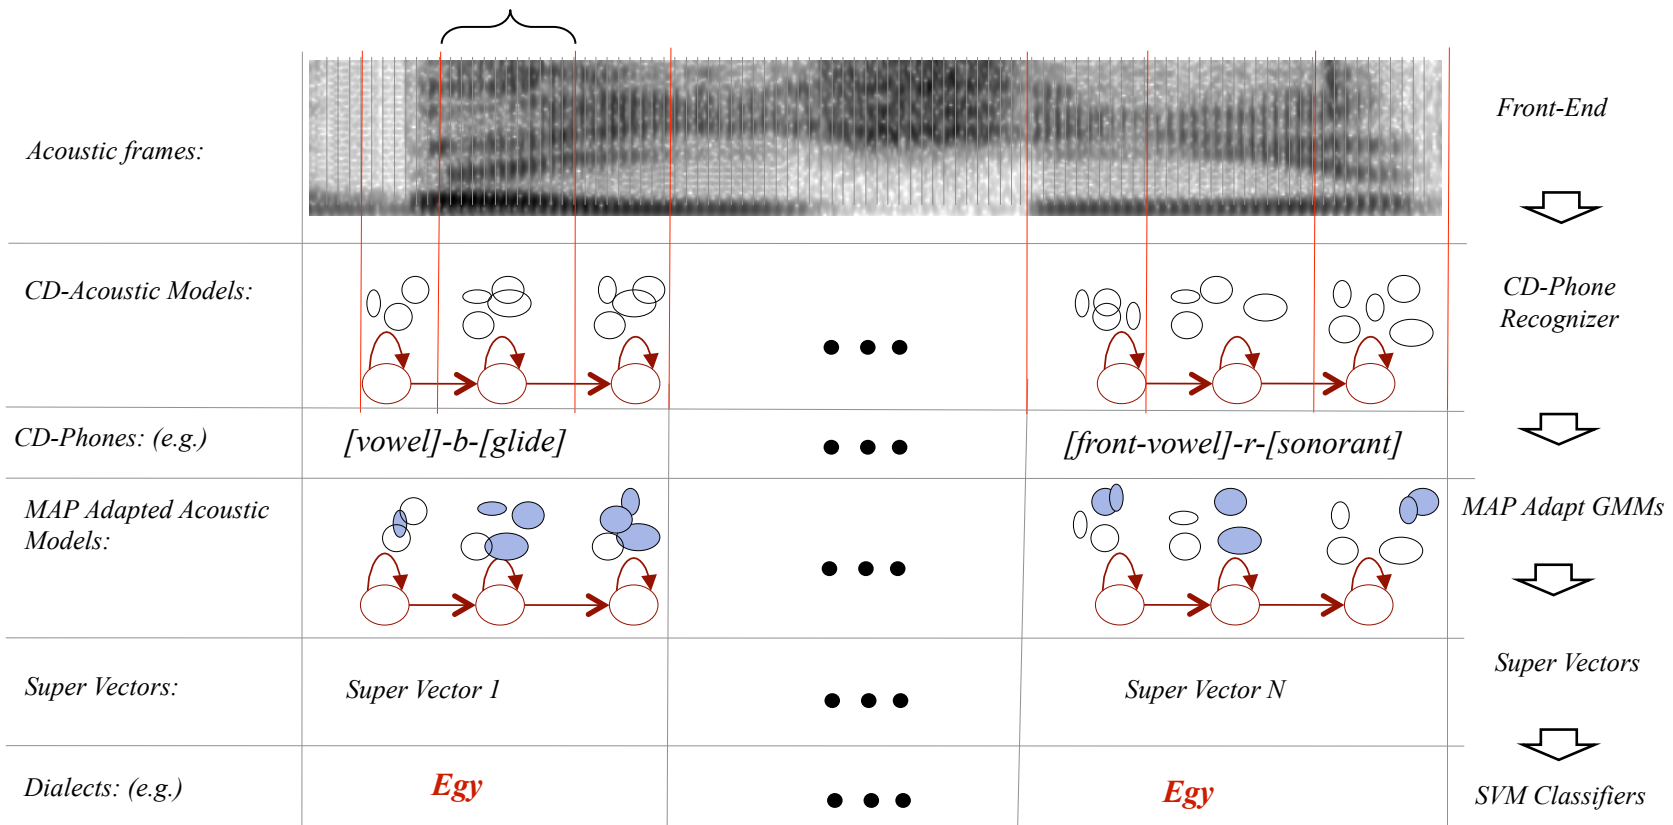 Front-End
Acoustic frames:
CD-Acoustic Models:
CD-Phone
Recognizer
CD-Phones: (e.g.)
[vowel]-b-[glide]
[front-vowel]-r-[sonorant]
MAP Adapted Acoustic
Models:
MAP Adapt GMMs
Super Vectors:
Super Vector 1
Super Vector N
Super Vectors
Dialects: (e.g.)
Egy
Egy
SVM Classifiers